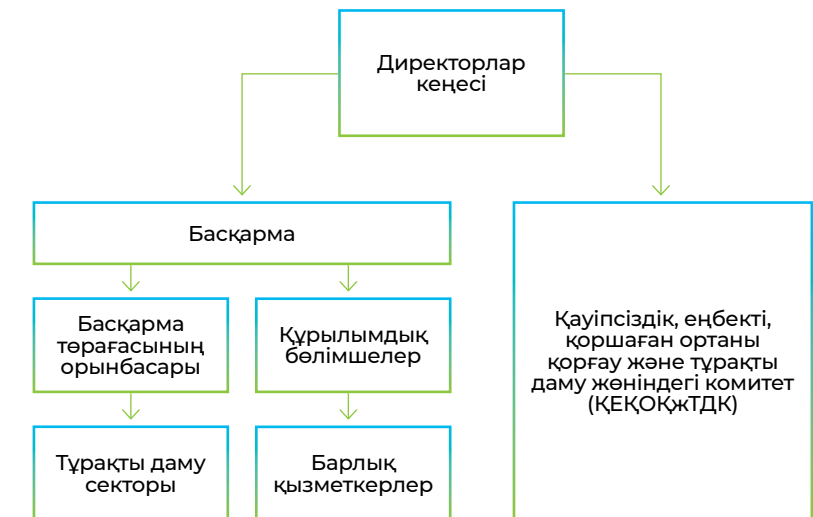 Директорлар
кеңесі
Басқарма
Басқарма
төрағасының
орынбасары
Құрылымдық
бөлімшелер
Тұрақты даму
секторы
Барлық
қызметкерлер
Қауіпсіздік, еңбекті,
қоршаған ортаны
қорғау және тұрақты
даму жөніндегі комитет
(ҚЕҚОҚжТДК)